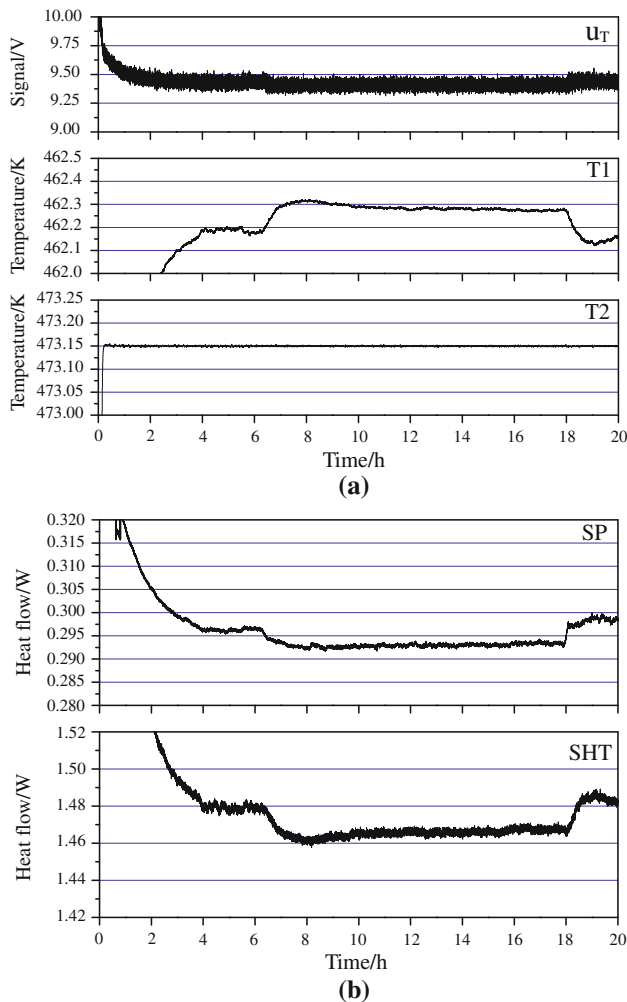 10.00
9.75
9.50
9.25
9.00
Signal/V
u_T
462.5
462.4
462.3
462.2
462.1
462.0
Temperature/K
T1
473.25
473.20
473.15
473.10
473.05
473.00
Temperature/K
T2
0 2 4 6 8 10 12 14 16 18 20
Time/h
(a)
0.320
0.315
0.310
0.305
0.300
0.295
0.290
0.285
0.280
Heat flow/W
SP
1.52
1.50
1.48
1.46
1.44
1.42
Heat flow/W
SHT
0 2 4 6 8 10 12 14 16 18 20
Time/h
(b)